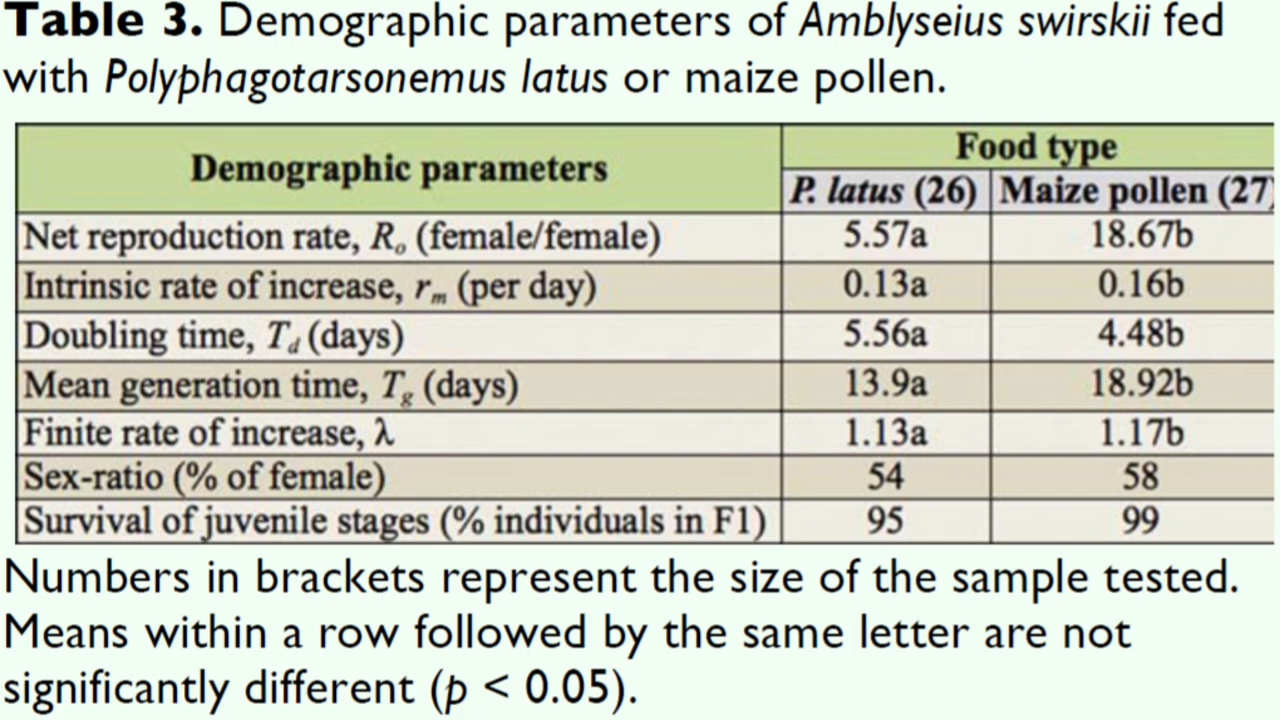 Table 3. Demographic parameters of Amblyseius swirskii fed
with Polyphagotarsonemus latus or maize pollen.
Demographic parameters
Food type
P. latus (26) Maize pollen (27)
Net reproduction rate, Ro (female/female) 5.57a 18.67b
Intrinsic rate of increase, rm (per day) 0.13a 0.16b
Doubling time, Td (days) 5.56a 4.48b
Mean generation time, Tg (days) 13.9a 18.92b
Finite rate of increase, λ 1.13a 1.17b
Sex-ratio (% of female) 54 58
Survival of juvenile stages (% individuals in F1) 95 99
Numbers in brackets represent the size of the sample tested.
Means within a row followed by the same letter are not
significantly different (p < 0.05).